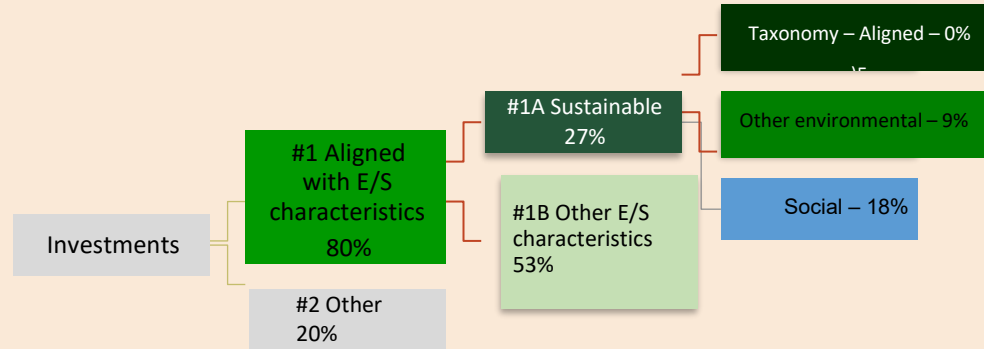 Taxonomy – Aligned – 0%
#1A Sustainable
27%
Other environmental – 9%
#1 Aligned
with E/S
characteristics
80%
#1B Other E/S
characteristics
53%
Social – 18%
Investments
#2 Other
20%